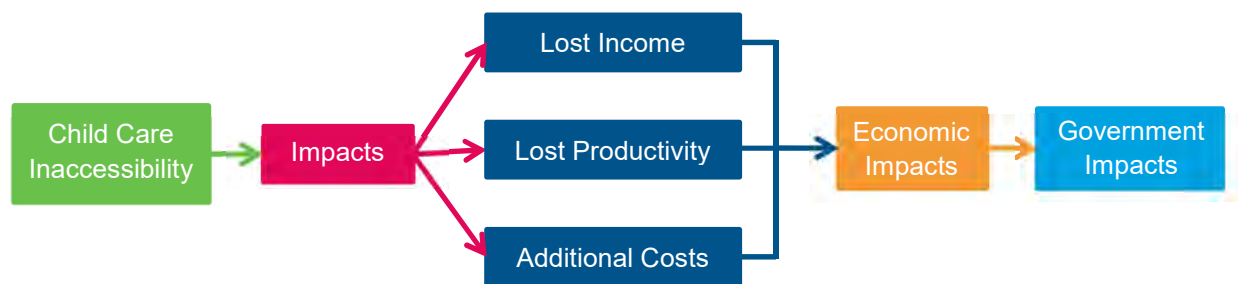 Child Care
Inaccessibility
Impacts
Lost Income
Lost Productivity
Additional Costs
Economic
Impacts
Government
Impacts